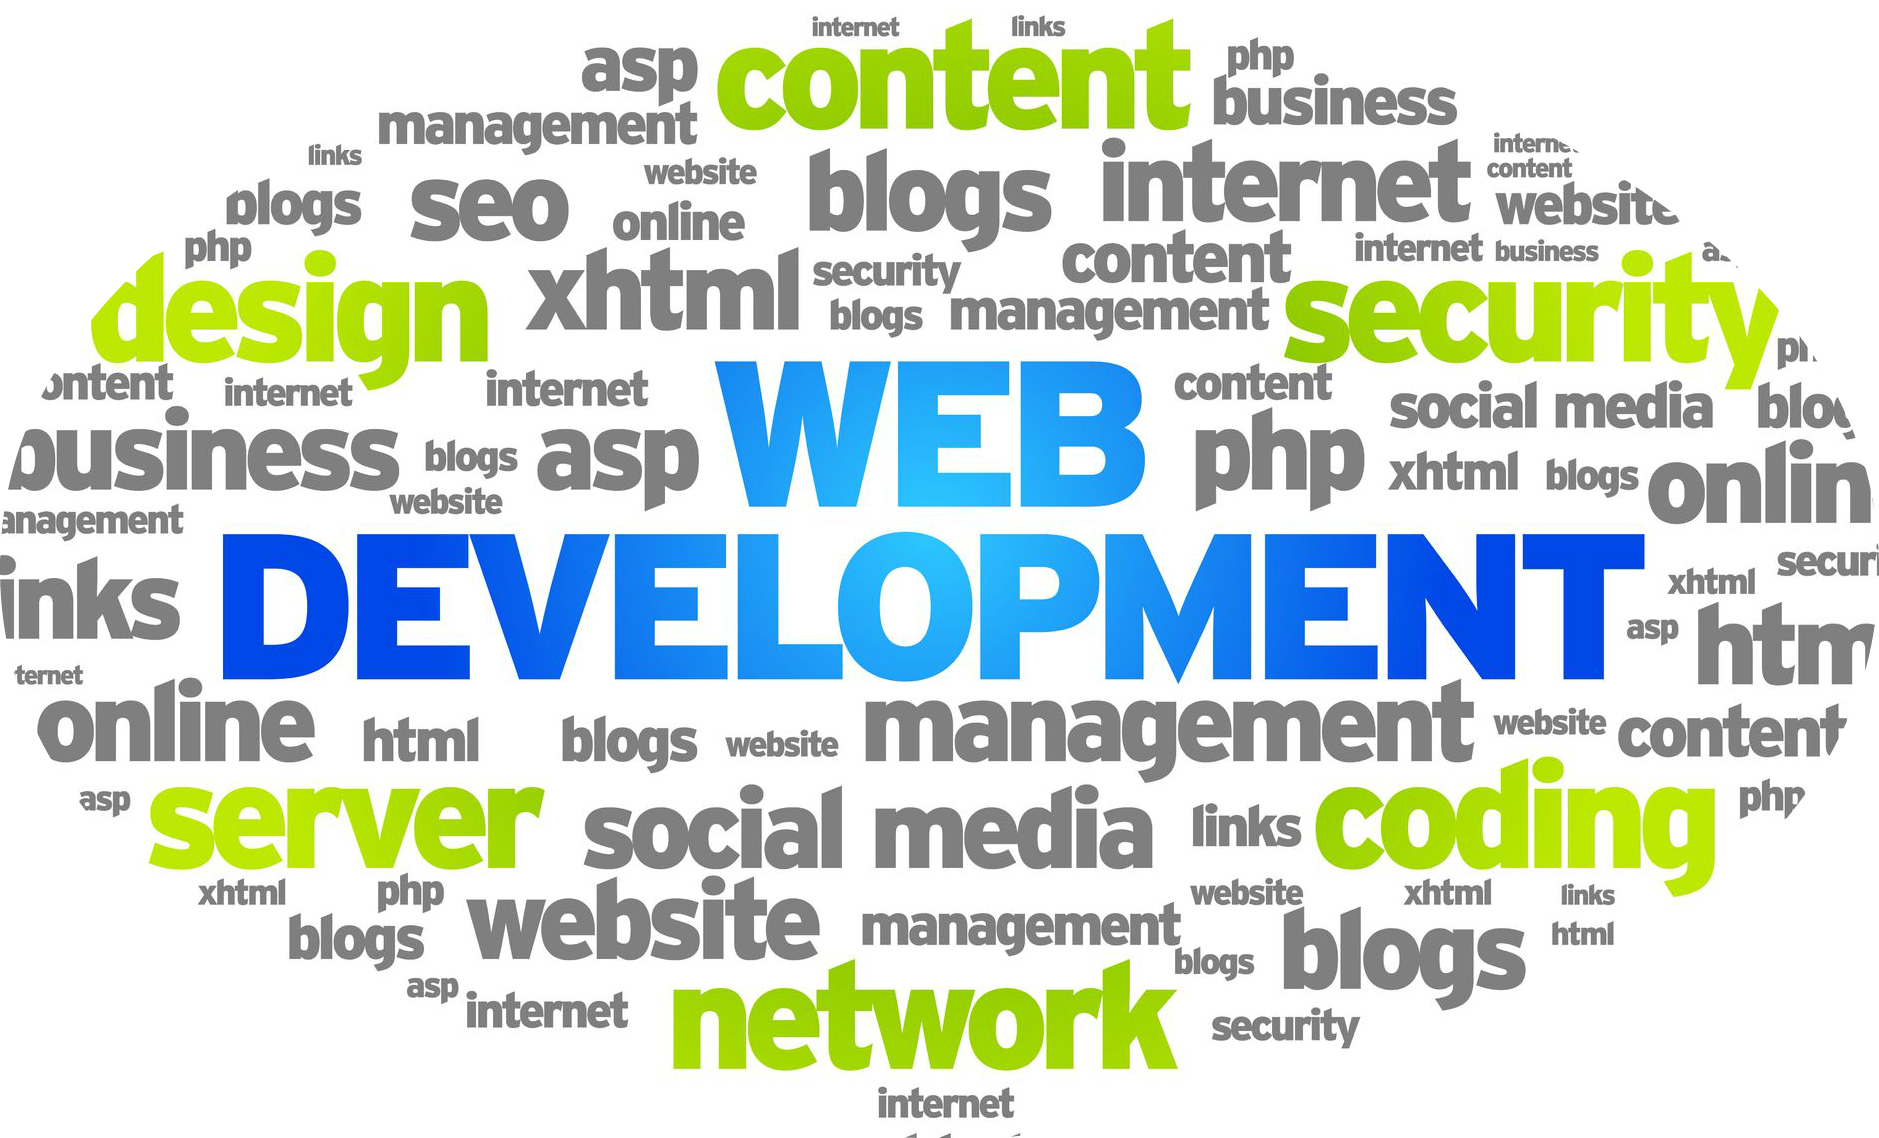 internet links
asp content php
management business
links website blogs internet internet
content
blogs seo online website
php content internet business
design xhtml security security
blogs management
content internet internet WEB content social media
business blogs asp php xhtml blogs
website
DEVELOPMENT
xhtml
asp
online html blogs website management website content
asp server social media links coding php
xhtml php website website xhtml links
blogs management blogs html
blogs
asp internet network security
internet